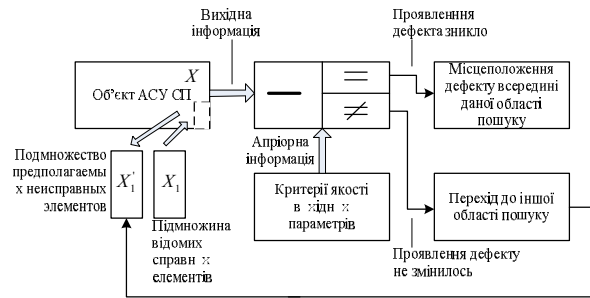 Вихідна
інформація
Проявленння
дефекта зникло
X
Об'єкт АСУ СП
=
≠
Місцеположення
дефекту всередині
даної області
пошуку
Апріорна
інформація
Подмножество
предполагаемы
х неисправных
элементов
X'1
X1
Критерії якості
в хідн х
параметрів
Перехід до іншої
області пошуку
Підмножина
відомих
справн х
елементів
Проявлення дефекту
не змінилось